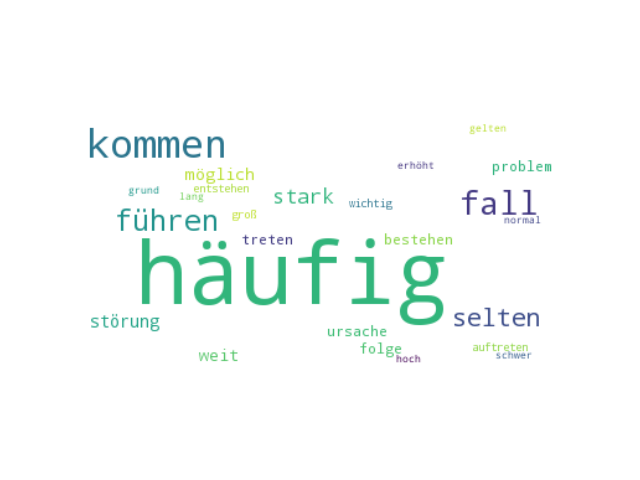 gelten
kommen
erhöht
problem
möglich
grund
entstehen
lang
stark
wichtig
fall
führen
groß
normal
treten
bestehen
häufig
störung
selten
ursache
weit
folge
auftreten
hoch
schwer